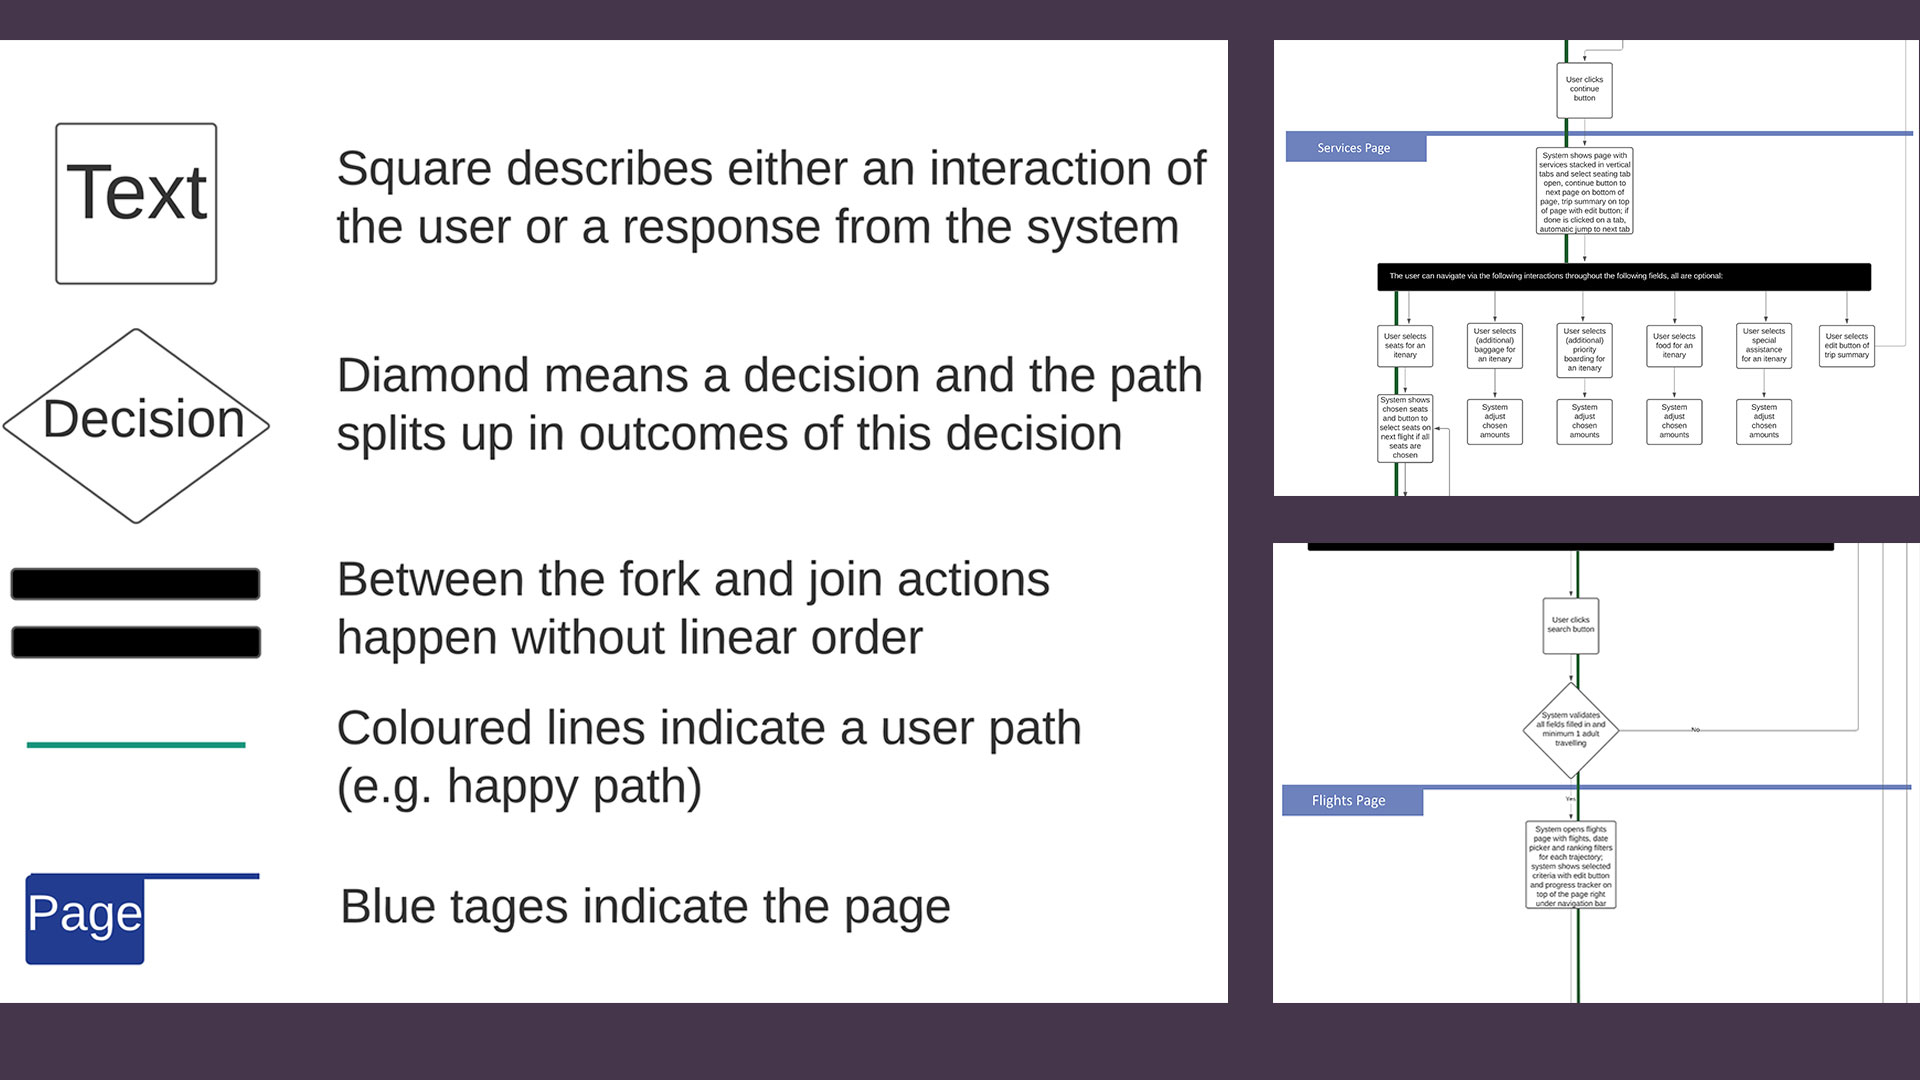 Text
Square describes either an interaction of
the user or a response from the system
Decision
Diamond means a decision and the path
splits up in outcomes of this decision
Between the fork and join actions
happen without linear order
Coloured lines indicate a user path
(e.g. happy path)
Page
Blue tages indicate the page
User clicks
continue
button
Services Page
System shows page with
services stacked in vertical
tabs and select seating tab
open, continue button to
next page on bottom of
page, trip summary on top
of page with edit button; if
done is clicked on a tab,
automatic jump to next tab
The user can navigate via the following interactions throughout the following fields, all are optional:
User selects
seats for an
itenary
User selects
(additional)
baggage for
an itenary
User selects
(additional)
priority
boarding for
an itenary
User selects
food for an
itenary
User selects
special
assistance
for an itenary
User selects
edit button of
trip summary
System shows
chosen seats
and button to
select seats on
next flight if all
seats are
chosen
System
adjust
chosen
amounts
System
adjust
chosen
amounts
System
adjust
chosen
amounts
System
adjust
chosen
amounts
User clicks
search button
System validates
all fields filled in and
minimum 1 adult
travelling
No
Flights Page
Yes
System opens flights
page with flights, date
picker and ranking filters
for each trajectory;
system shows selected
criteria with edit button
and progress tracker on
top of the page right
under navigation bar